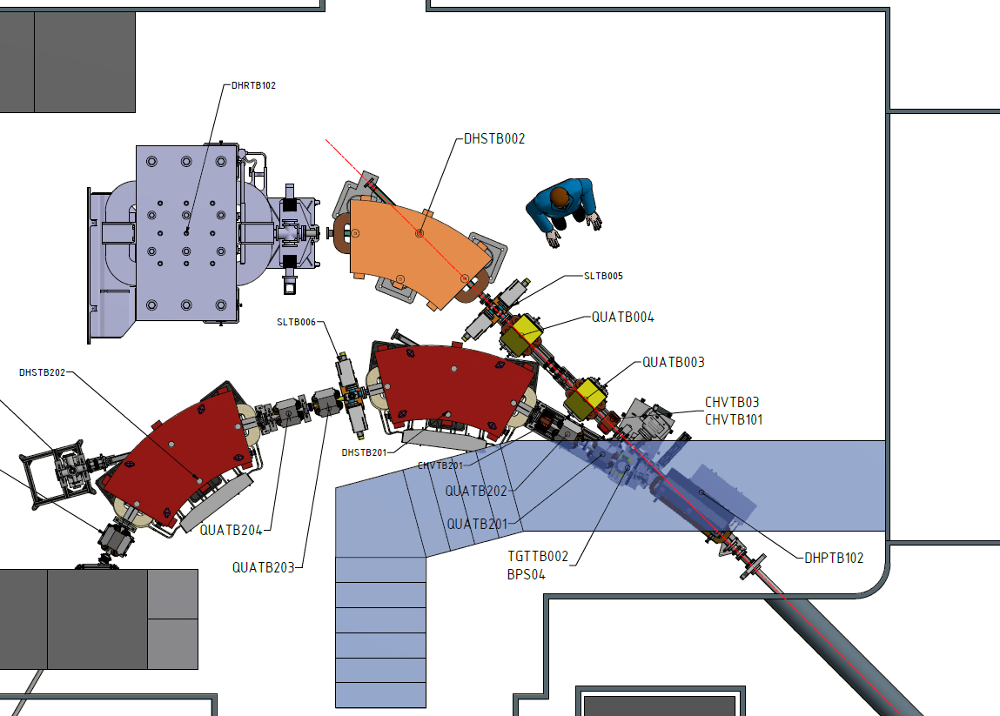 DHRTB102
DHSTB002
SLTB005
QUATB004
SLTB006
QUATB003
DHSTB202
CHVTB03
CHVTB101
DHSTB201
CHVTB201
QUATB202
QUATB201
QUATB204
TGTTB002
BPS04
DHPTB102
QUATB203